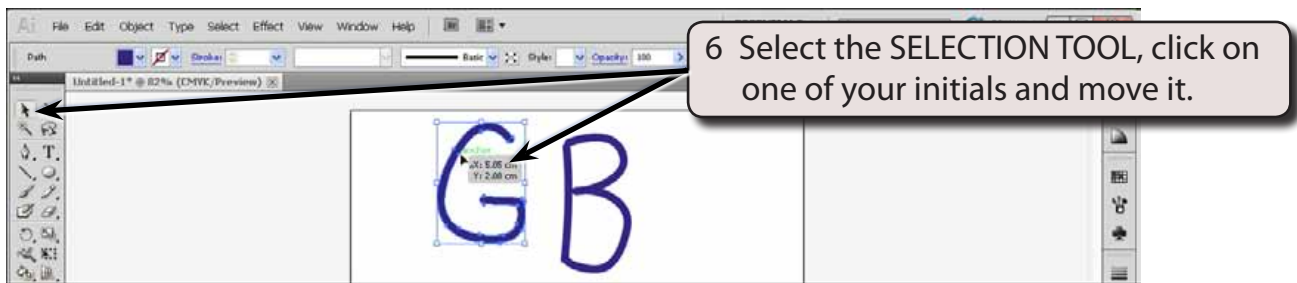 Ai File Edit Object Type Select Effect View Window Help
6 Select the SELECTION TOOL, click on
one of your initials and move it.
Path Stroke: Basic Style: Opacity: 100
Untitled-1* @ 82% (CMYK/Preview)
X: 5.05 cm
Y: 2.08 cm
G B